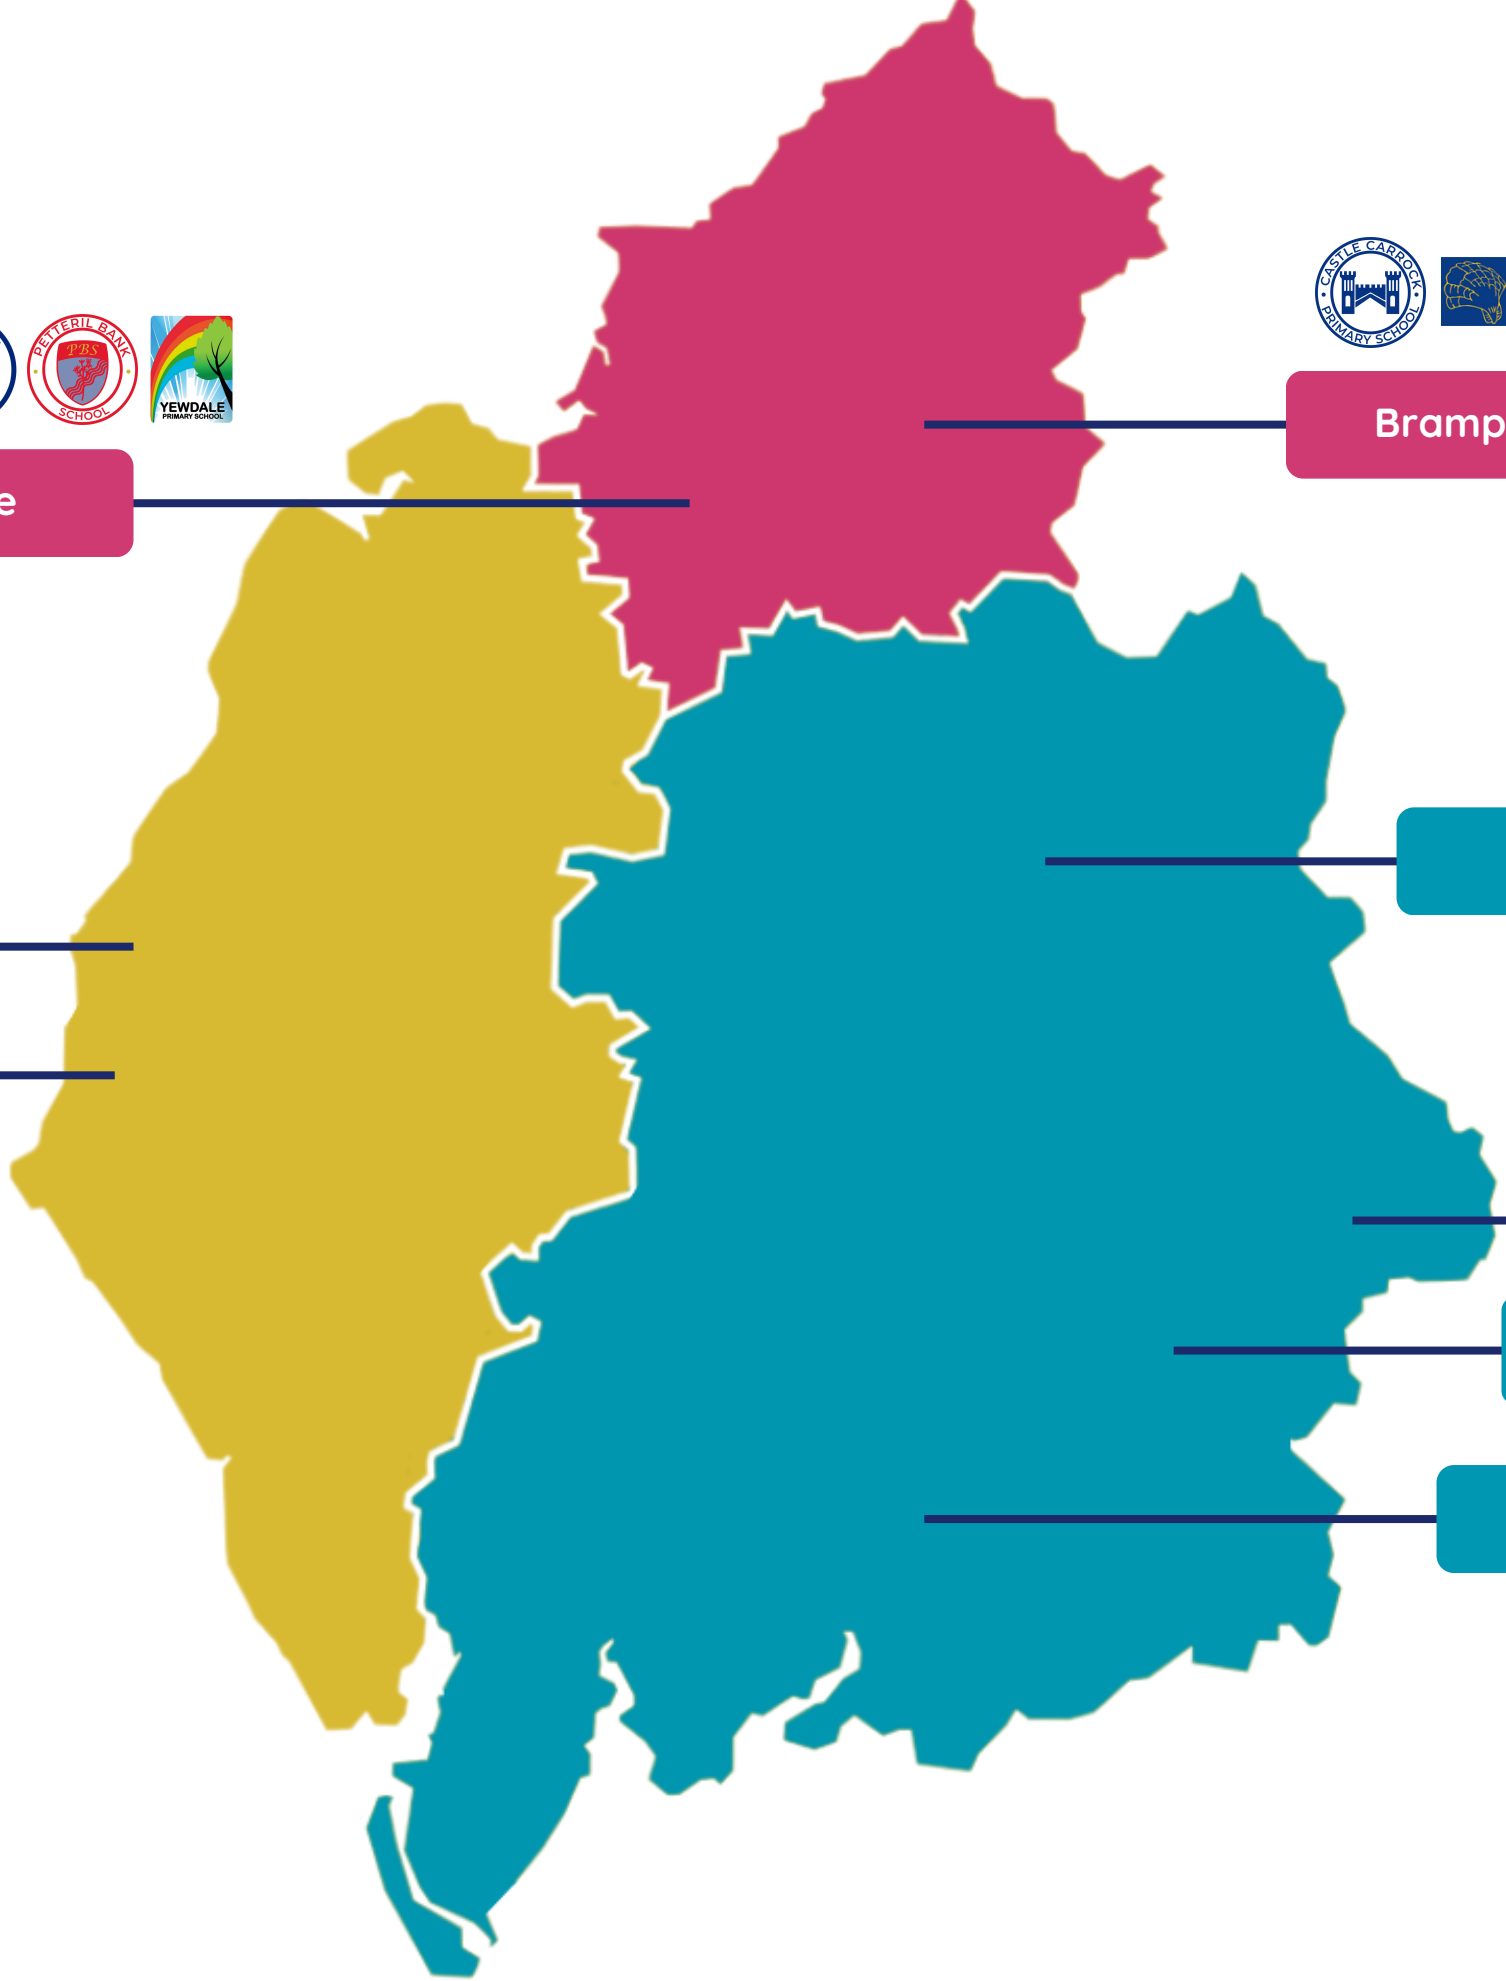 CASTLE CARROCK
PRIMARY SCHOOL
PETTERIL BANK
PBS
SCHOOL
YEWDALE
PRIMARY SCHOOL
Bramp
e